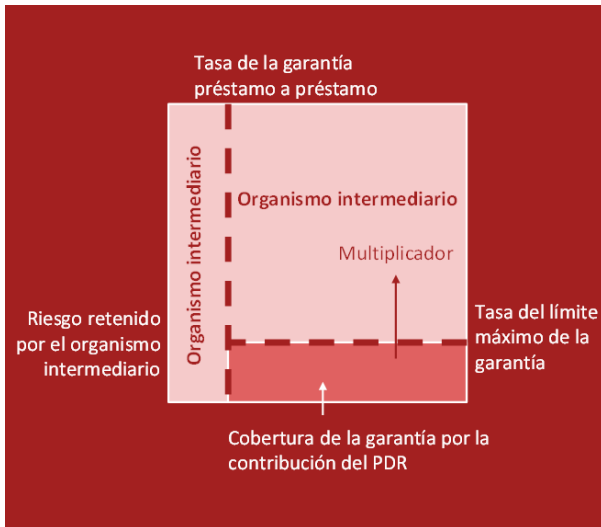 Tasa de la garantía
préstamo a préstamo
Organismo intermediario
Organismo intermediario
Multiplicador
Riesgo retenido
por el organismo
intermediario
Tasa del límite
máximo de la
garantía
Cobertura de la garantía por la
contribución del PDR